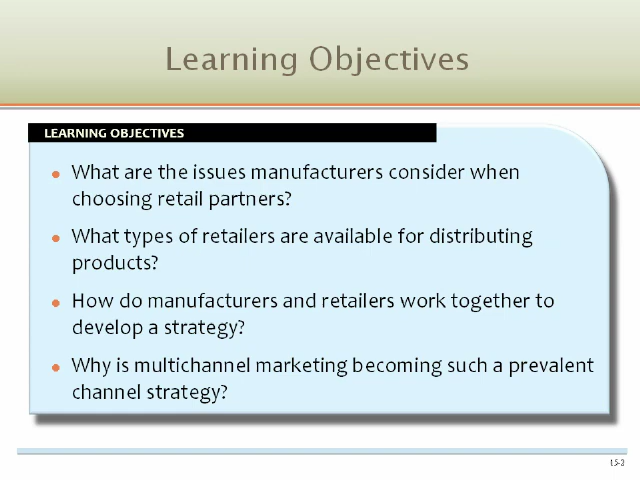 Learning Objectives
LEARNING OBJECTIVES
• What are the issues manufacturers consider when
choosing retail partners?
• What types of retailers are available for distributing
products?
• How do manufacturers and retailers work together to
develop a strategy?
• Why is multichannel marketing becoming such a prevalent
channel strategy?
15-2